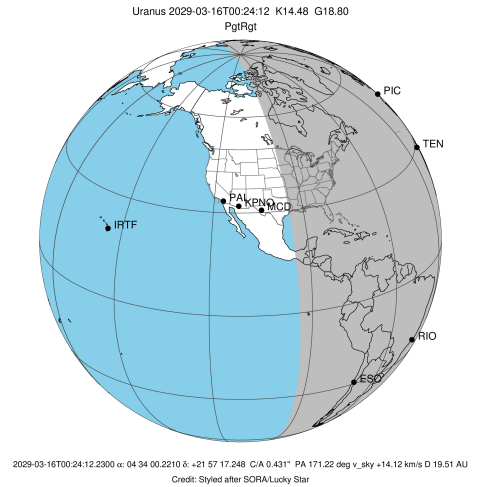 Uranus 2029-03-16T00:24:12 K14.48 G18.80
PgtRgt
PIC
TEN
PAL
KPNO
MCD
IRTF
RIO
ESO
2029-03-16T00:24:12.2300 α: 04 34 00.2210 δ: +21 57 17.248 C/A 0.431" PA 171.22 deg v_sky +14.12 km/s D 19.51 AU
Credit: Styled after SORA/Lucky Star